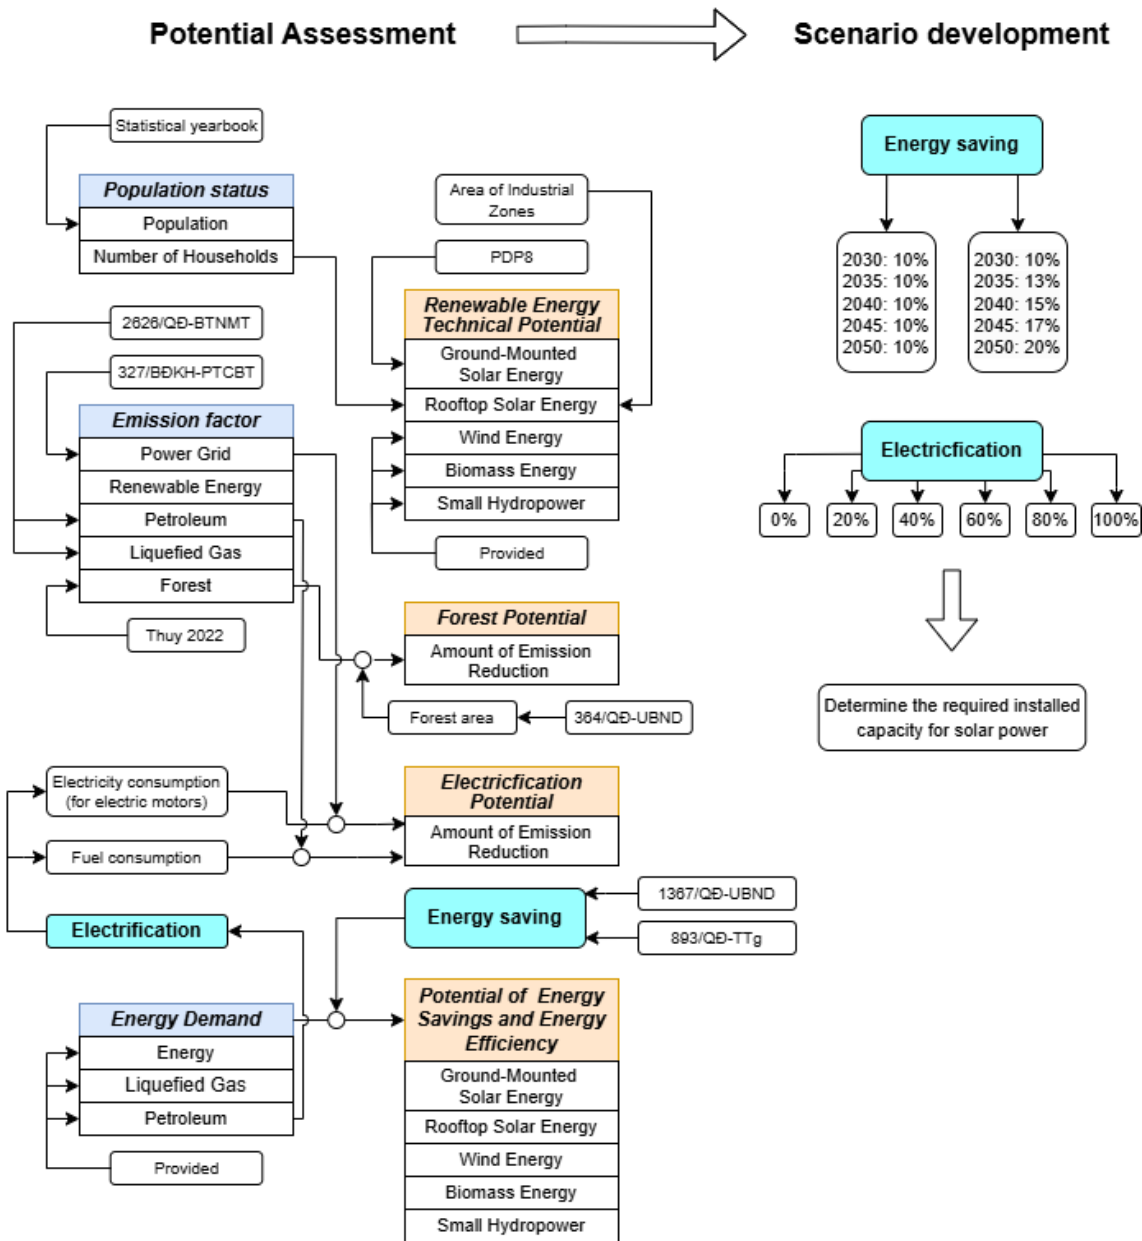 Potential Assessment
Scenario development
Statistical yearbook
Population status
Population
Number of Households
2626/QĐ-BTNMT
327/BĐKH-PTCBT
Emission factor
Power Grid
Renewable Energy
Petroleum
Liquefied Gas
Forest
Thuy 2022
Area of Industrial
Zones
PDP8
Renewable Energy
Technical Potential
Ground-Mounted
Solar Energy
Rooftop Solar Energy
Wind Energy
Biomass Energy
Small Hydropower
Provided
Forest Potential
Amount of Emission
Reduction
Forest area
364/QĐ-UBND
Electricity consumption
(for electric motors)
Fuel consumption
Electrification
Electricfication
Potential
Amount of Emission
Reduction
Energy saving
1367/QĐ-UBND
893/QĐ-TTg
Energy Demand
Energy
Liquefied Gas
Petroleum
Provided
Potential of Energy
Savings and Energy
Efficiency
Ground-Mounted
Solar Energy
Rooftop Solar Energy
Wind Energy
Biomass Energy
Small Hydropower
Energy saving
2030: 10%
2035: 10%
2040: 10%
2045: 10%
2050: 10%
2030: 10%
2035: 13%
2040: 15%
2045: 17%
2050: 20%
Electricfication
0%
20%
40%
60%
80%
100%
Determine the required installed
capacity for solar power